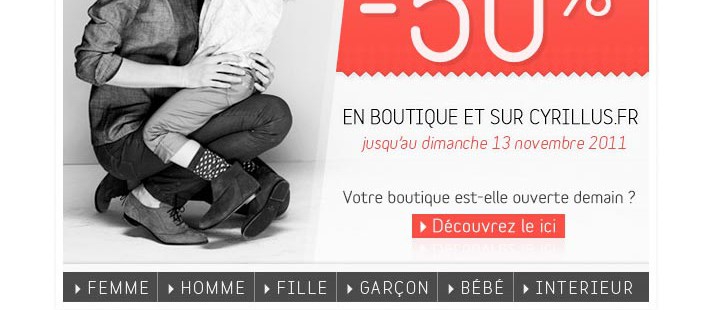 -50%
EN BOUTIQUE ET SUR CYRILLUS.FR
jusqu'au dimanche 13 novembre 2011
Votre boutique est-elle ouverte demain ?
Découvrez le ici
FEMME HOMME FILLE GARÇON BÉBÉ INTERIEUR